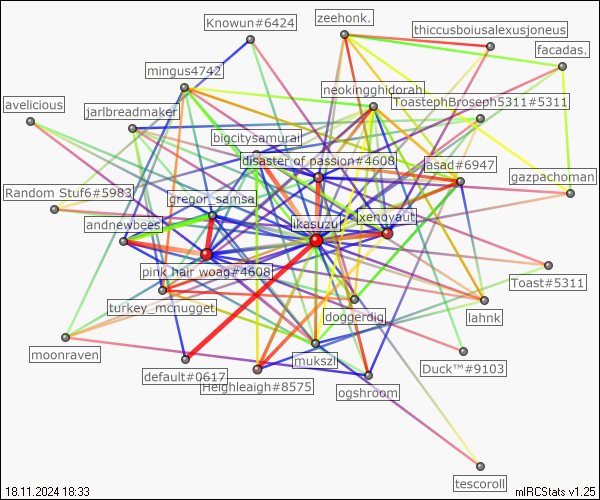 zeehonk.
Knowun#6424
thiccusboiusalexusjoneus
facadas.
mingus4742
neokingghidorah
avelicious
jarlbreadmaker
ToastephBroseph5311#5311
bigcitysamurai
disaster of passion#4608
asad#6947
gazpachoman
Random Stuf6#5983
gregor_samsa
andnewbees
ikasuzu
xenoyaut
pink hair woag#4608
Toast#5311
turkey_mcnugget
doggerdig
lahnk
moonraven
mukszi
Duck™#9103
default#0617
Heighleaigh#8575
ogshroom
tescoroll
18.11.2024 18:33
mIRCStats v1.25